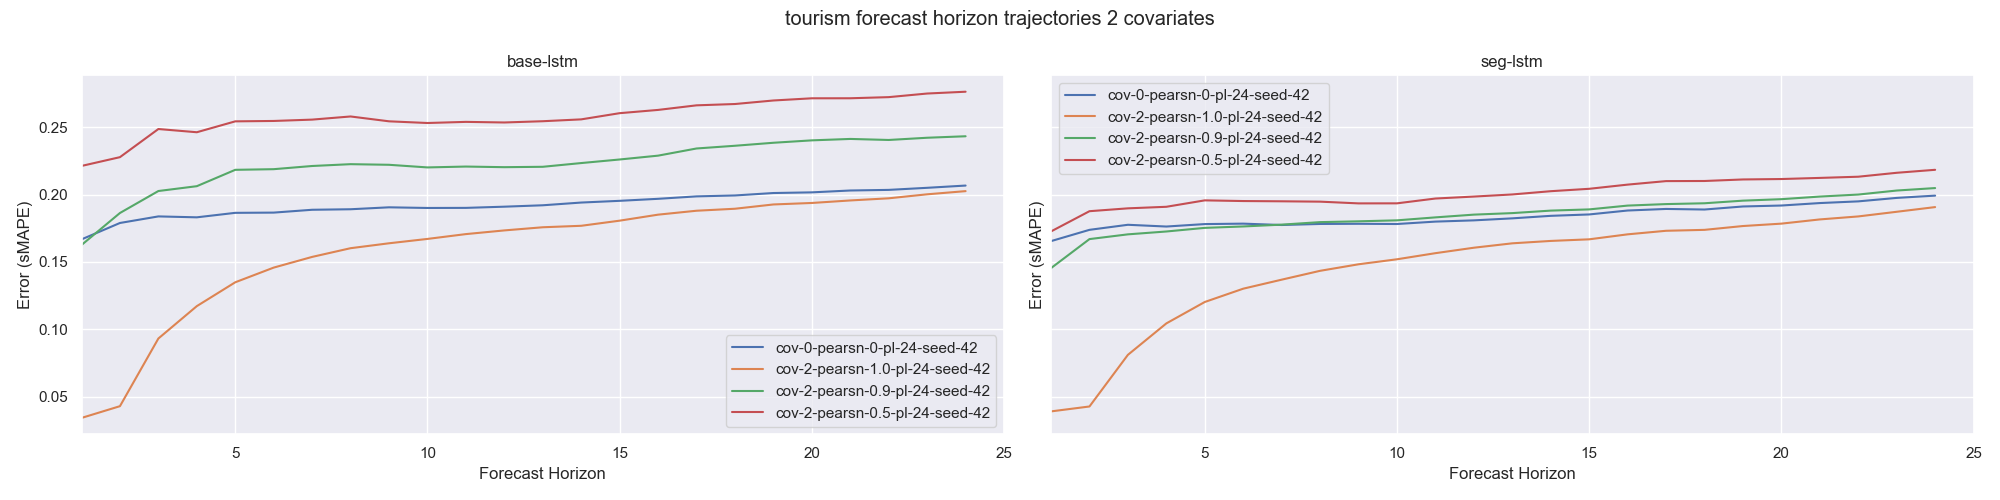 tourism forecast horizon trajectories 2 covariates
base-lstm
Error (sMAPE)
0.25
0.20
0.15
0.10
0.05
cov-0-pearsn-0-pl-24-seed-42
cov-2-pearsn-1.0-pl-24-seed-42
cov-2-pearsn-0.9-pl-24-seed-42
cov-2-pearsn-0.5-pl-24-seed-42
5 10 15 20 25
Forecast Horizon
seg-lstm
Error (sMAPE)
cov-0-pearsn-0-pl-24-seed-42
cov-2-pearsn-1.0-pl-24-seed-42
cov-2-pearsn-0.9-pl-24-seed-42
cov-2-pearsn-0.5-pl-24-seed-42
5 10 15 20 25
Forecast Horizon